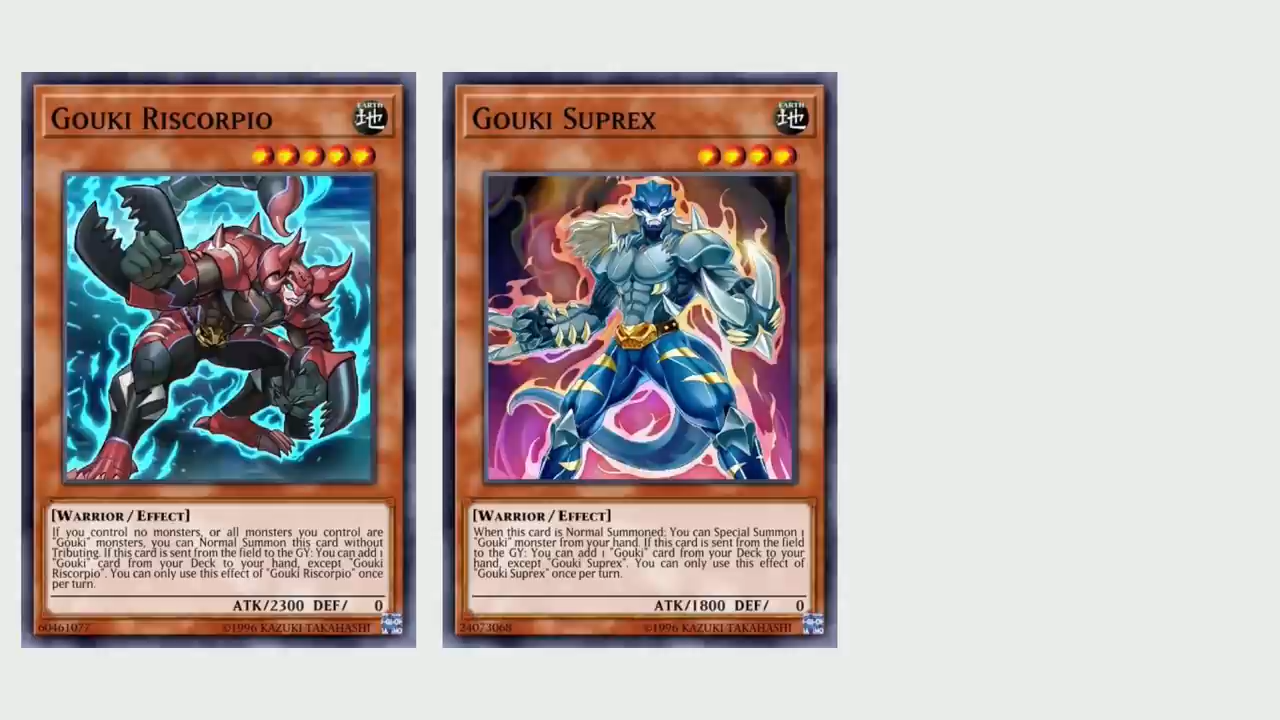 GOUKI RISCORPIO
EARTH
地
[WARRIOR / EFFECT]
If you control no monsters, or all monsters you control are
"Gouki" monsters, you can Normal Summon this card without
Tributing. If this card is sent from the field to the GY: You can add 1
"Gouki" card from your Deck to your hand, except "Gouki
Riscorpio". You can only use this effect of "Gouki Riscorpio" once
per turn.
ATK/2300 DEF/ 0
60461077 ©1996 KAZUKI TAKAHASHI
GOUKI SUPREX
EARTH
地
[WARRIOR / EFFECT]
When this card is Normal Summoned: You can Special Summon 1
"Gouki" monster from your hand. If this card is sent from the field
to the GY: You can add 1 "Gouki" card from your Deck to your
hand, except "Gouki Suprex". You can only use this effect of
"Gouki Suprex" once per turn.
ATK/1800 DEF/ 0
24073068 ©1996 KAZUKI TAKAHASHI